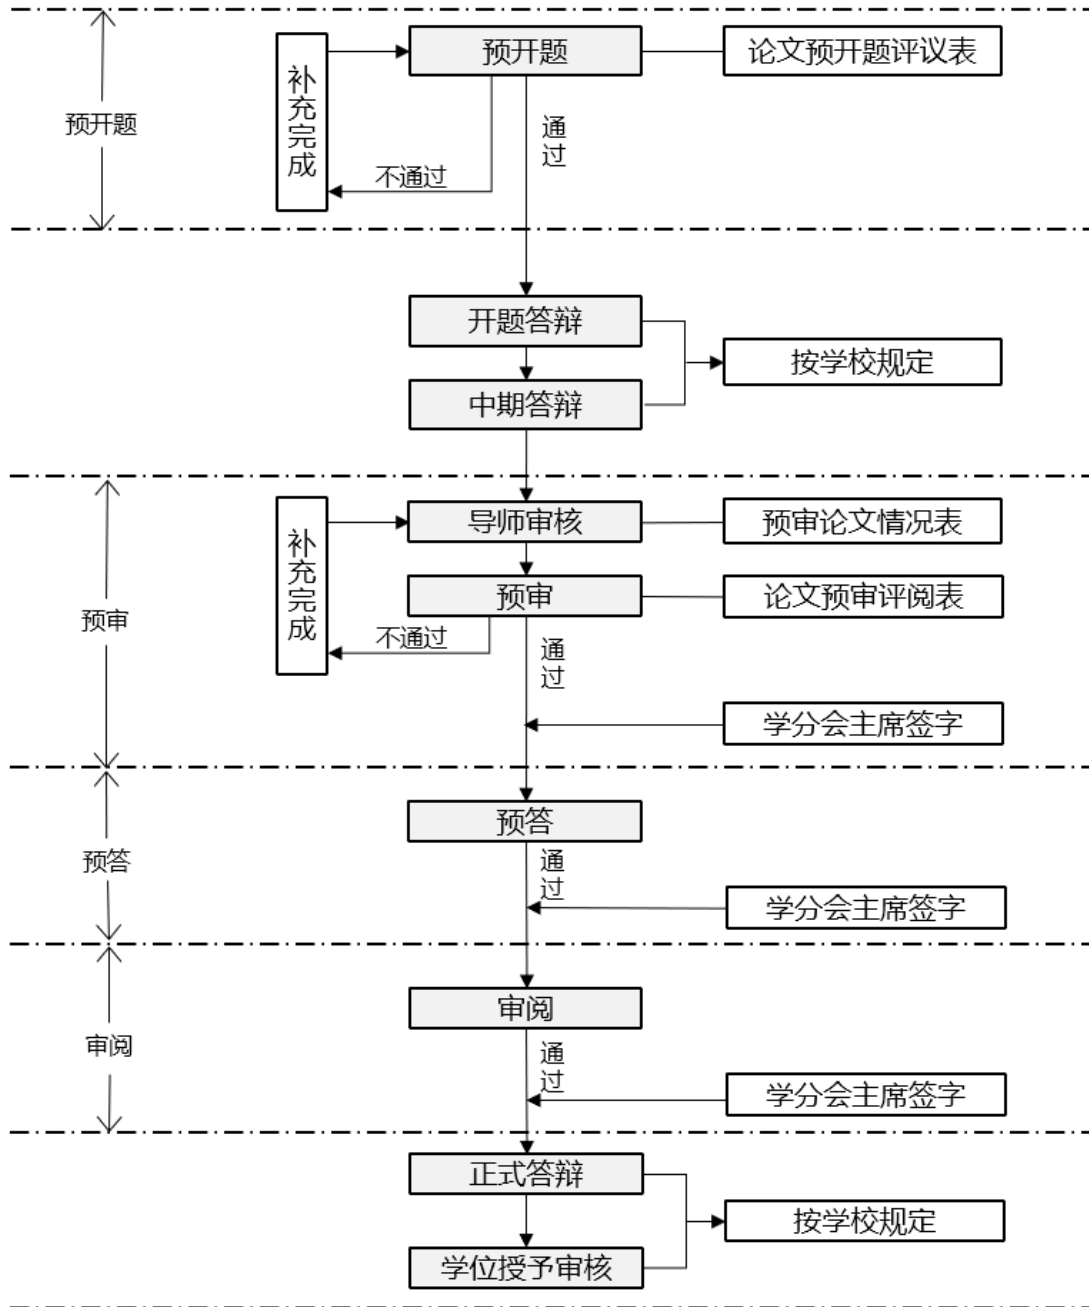 预开题
论文预开题评议表
补充完成
预开题
通过
不通过
开题答辩
按学校规定
中期答辩
导师审核
预审论文情况表
补充完成
预审
论文预审评阅表
预审
不通过
通过
学分会主席签字
预答
预答
通过
学分会主席签字
审阅
审阅
通过
学分会主席签字
正式答辩
按学校规定
学位授予审核